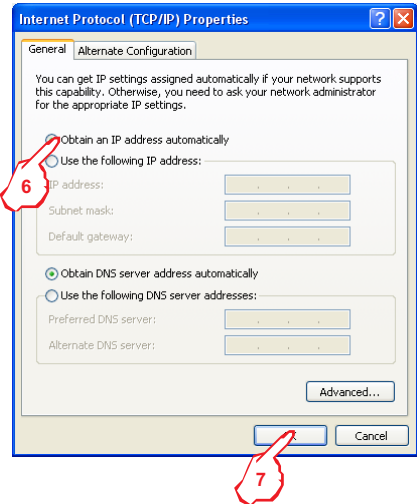 Internet Protocol (TCP/IP) Properties
General
Alternate Configuration
You can get IP settings assigned automatically if your network supports
this capability. Otherwise, you need to ask your network administrator
for the appropriate IP settings.
Obtain an IP address automatically
Use the following IP address:
6
IP address:
Subnet mask:
Default gateway:
Obtain DNS server address automatically
Use the following DNS server addresses:
Preferred DNS server:
Alternate DNS server:
Advanced...
Cancel
7